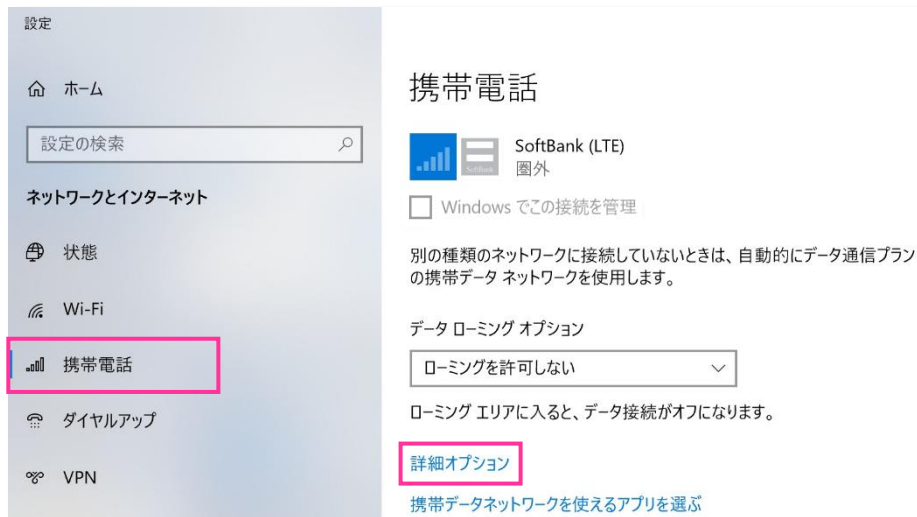 設定
ホーム
設定の検索
ネットワークとインターネット
状態
Wi-Fi
携帯電話
ダイヤルアップ
VPN
携帯電話
SoftBank (LTE)
圏外
SoftBank
Windows でこの接続を管理
別の種類のネットワークに接続していないときは、自動的にデータ通信プラン
の携帯データ ネットワークを使用します。
データ ローミング オプション
ローミングを許可しない
ローミング エリアに入ると、データ接続がオフになります。
詳細オプション
携帯データネットワークを使えるアプリを選ぶ